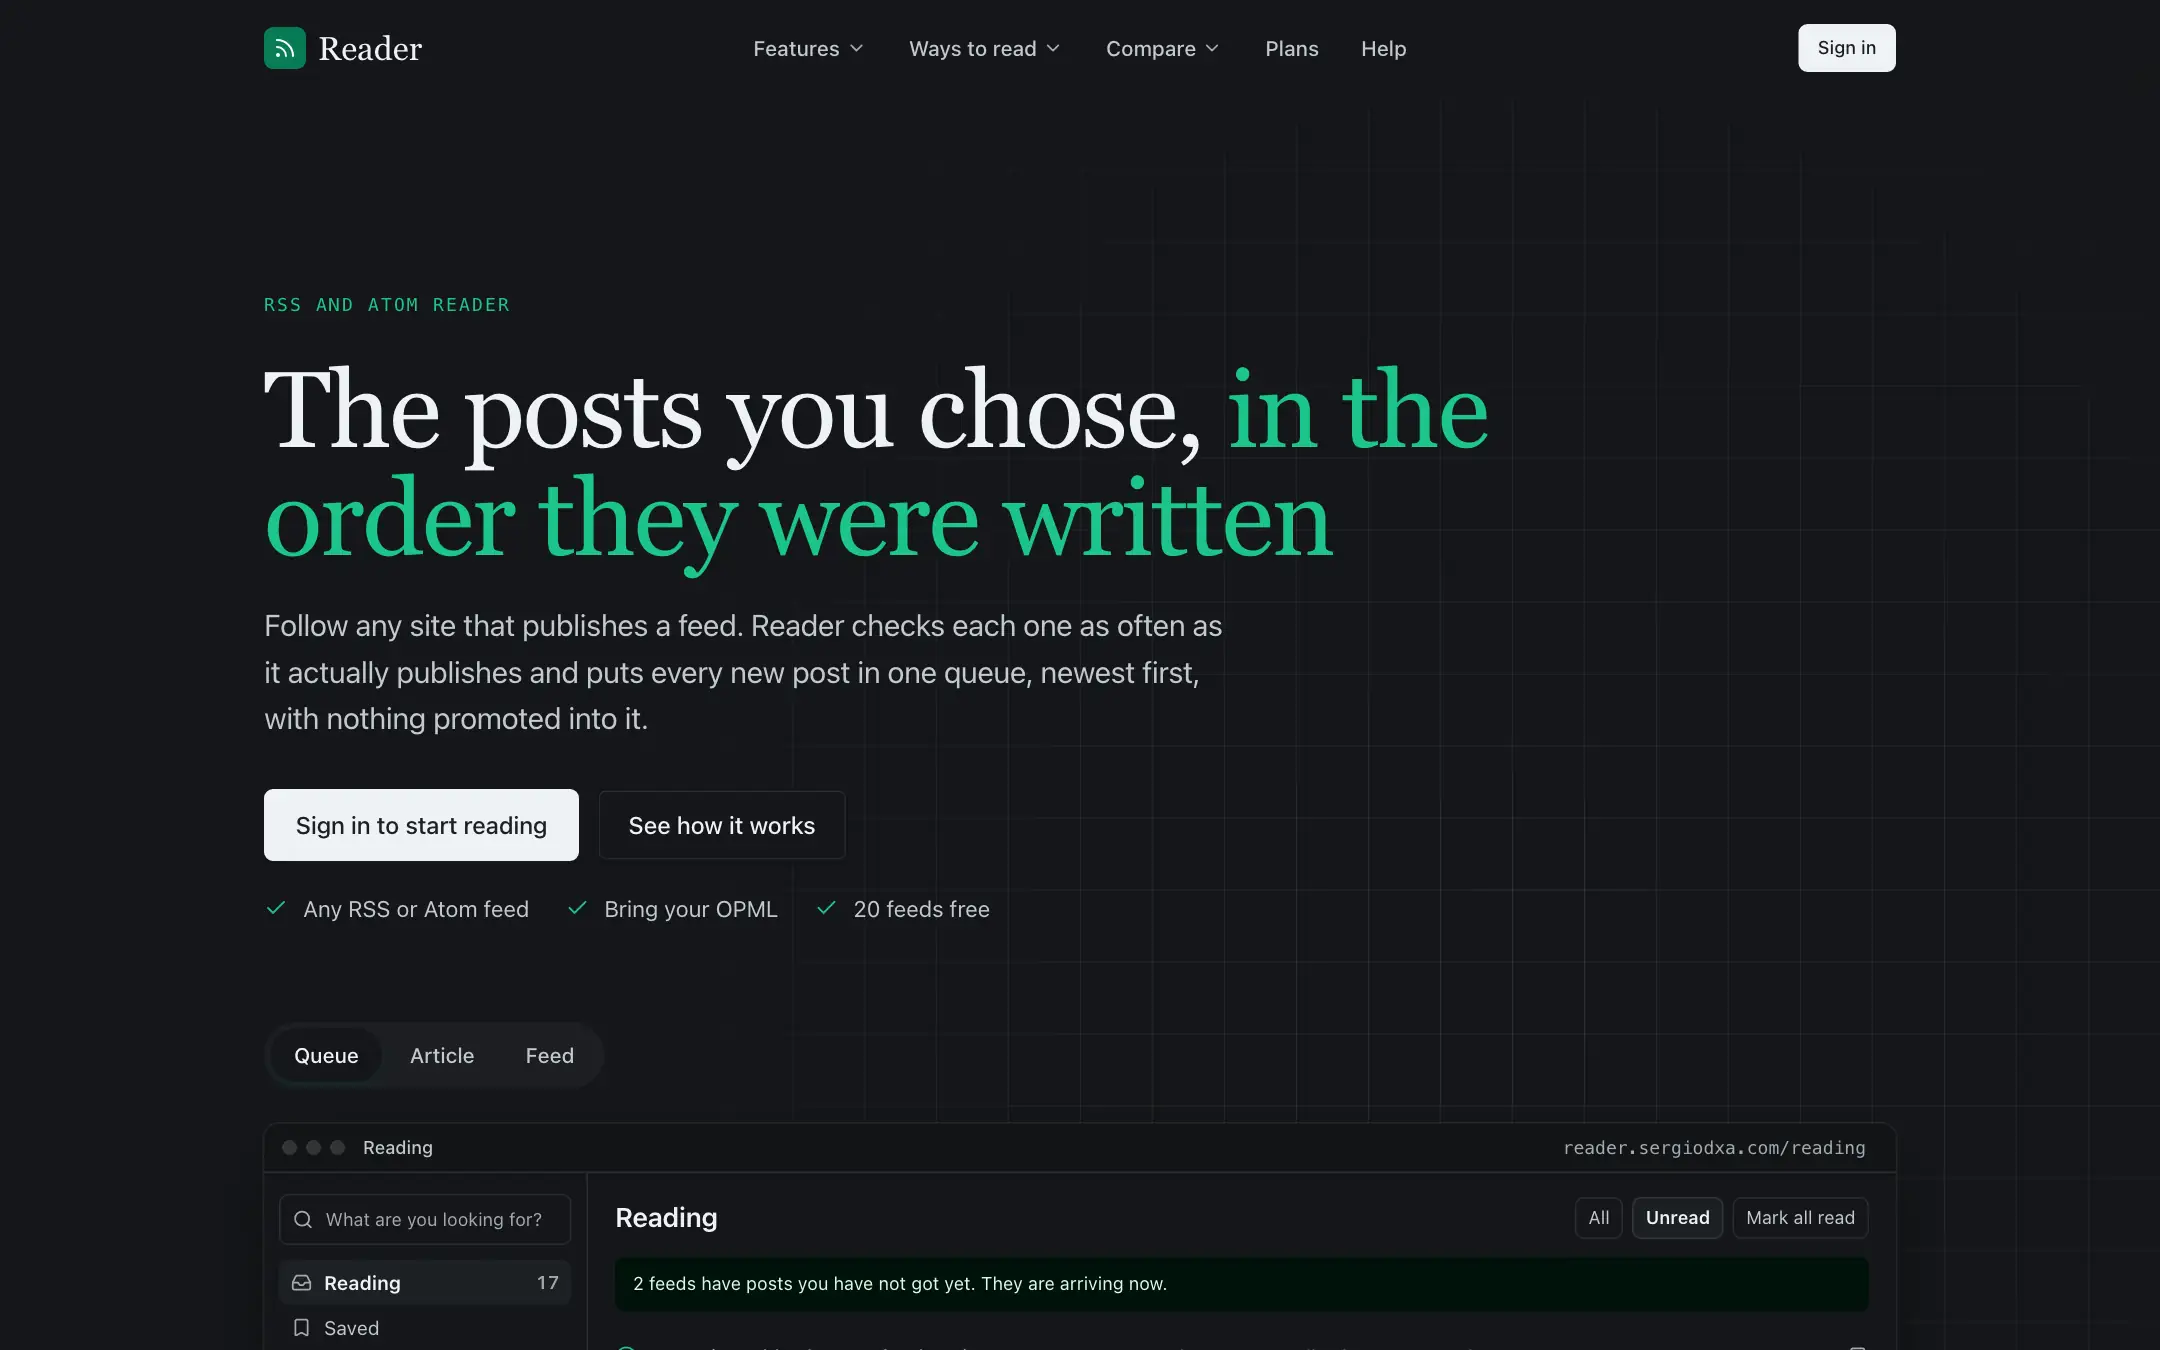 Reader
Features
Ways to read
Compare
Plans
Help
Sign in
RSS AND ATOM READER
The posts you chose, in the
order they were written
Follow any site that publishes a feed. Reader checks each one as often as
it actually publishes and puts every new post in one queue, newest first,
with nothing promoted into it.
Sign in to start reading
See how it works
Any RSS or Atom feed
Bring your OPML
20 feeds free
Queue
Article
Feed
Reading
reader.sergiodxa.com/reading
What are you looking for?
Reading
All
Unread
Mark all read
2 feeds have posts you have not got yet. They are arriving now.
Reading 17
Saved